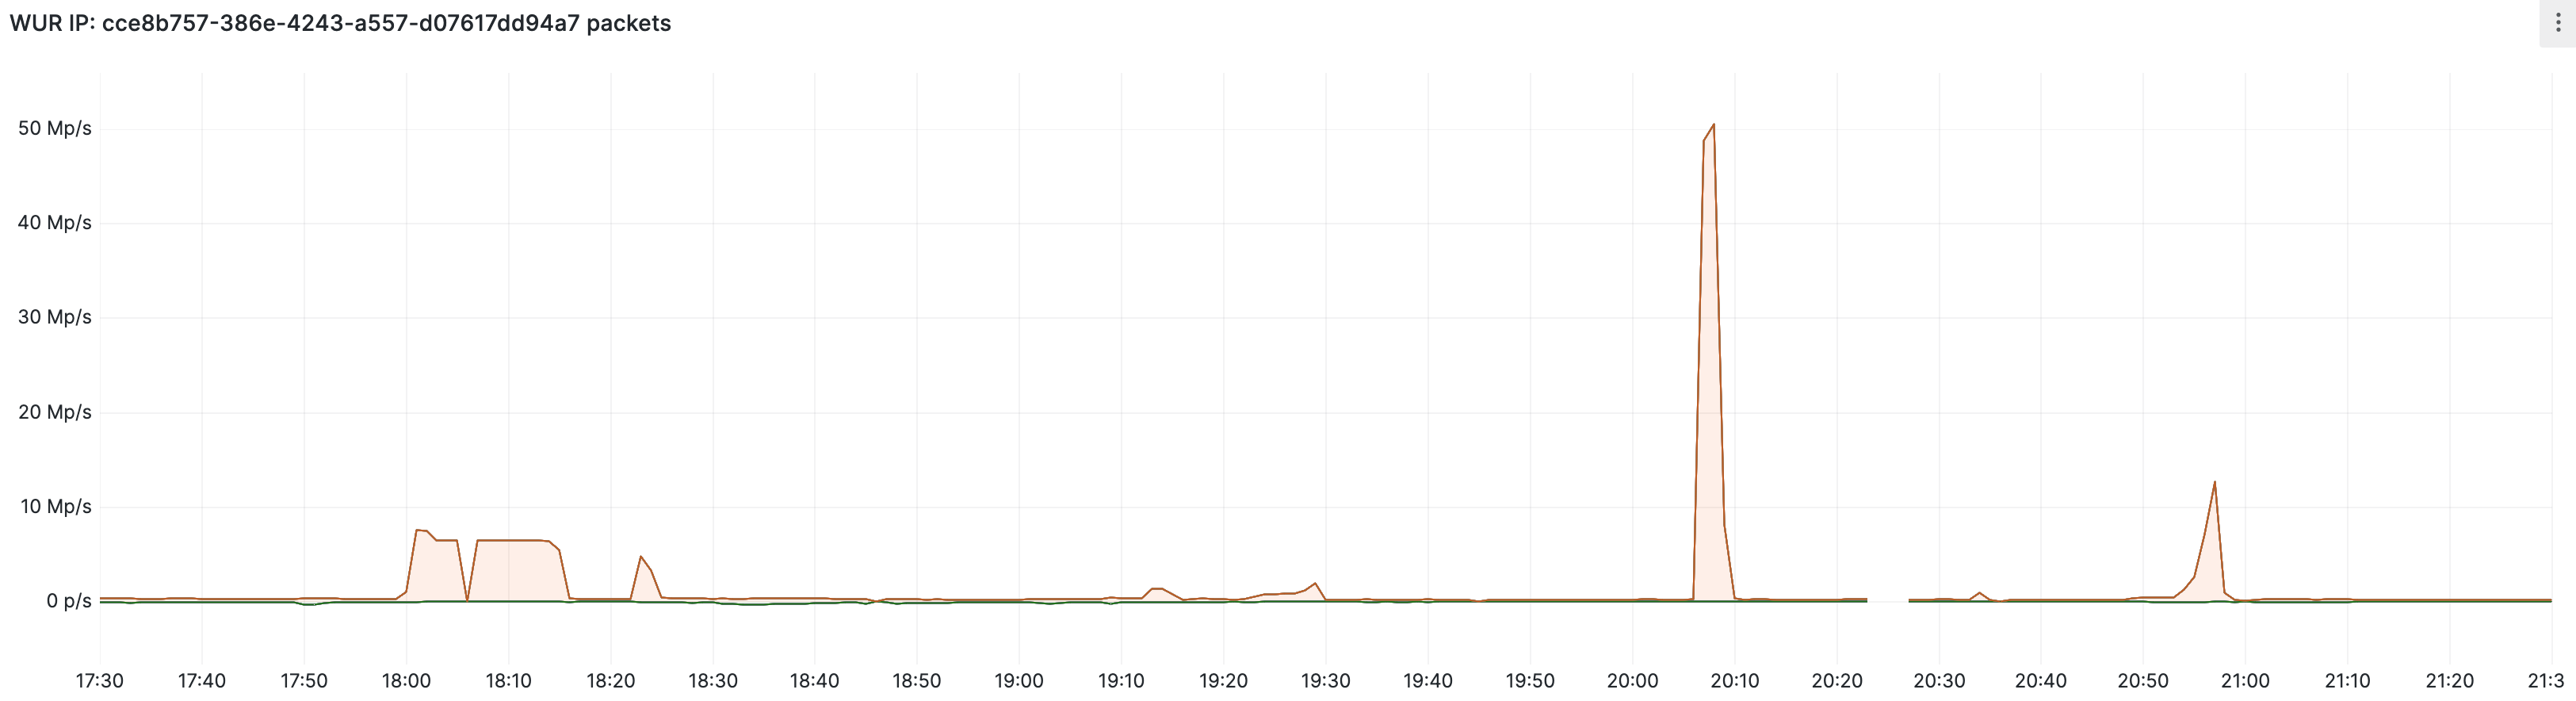 WUR IP: cce8b757-386e-4243-a557-d07617dd94a7 packets
50 Mp/s
40 Mp/s
30 Mp/s
20 Mp/s
10 Mp/s
0 p/s
17:30 17:40 17:50 18:00 18:10 18:20 18:30 18:40 18:50 19:00 19:10 19:20 19:30 19:40 19:50 20:00 20:10 20:20 20:30 20:40 20:50 21:00 21:10 21:20 21:3